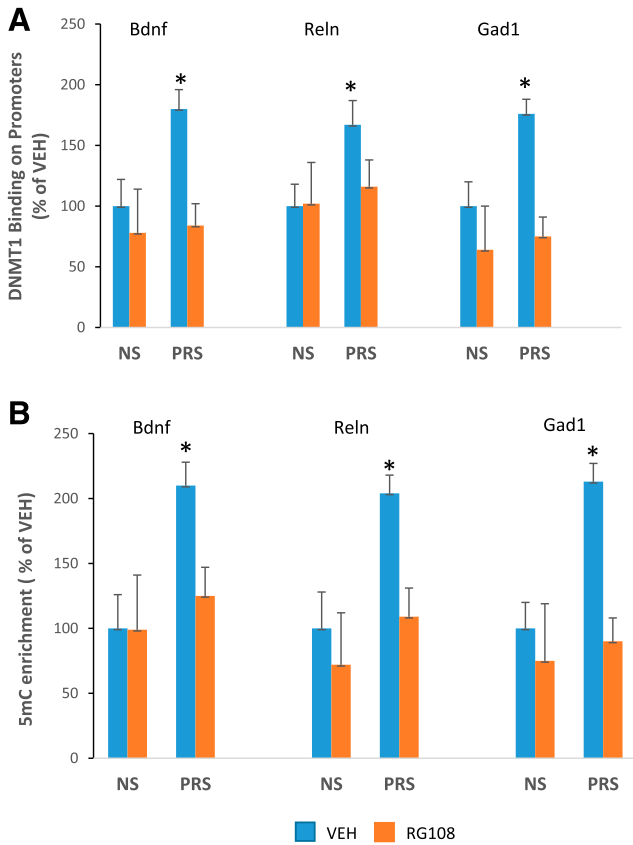 A
Bdnf Reln Gad1
DNMT1 Binding on Promoters
(% of VEH)
250
200
150
100
50
0
* * *
NS PRS NS PRS NS PRS
B
Bdnf Reln Gad1
5mC enrichment ( % of VEH)
250
200
150
100
50
0
* * *
NS PRS NS PRS NS PRS
VEH RG108